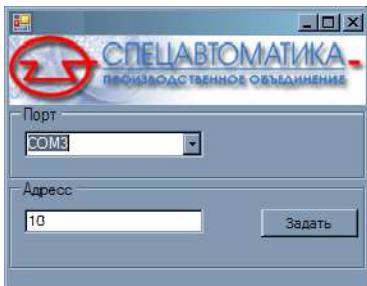 СПЕЦАВТОМАТИКА
ПРОИЗВОДСТВЕННОЕ ОБЪЕДИНЕНИЕ
Порт
COM3
Адресс
10
Задать